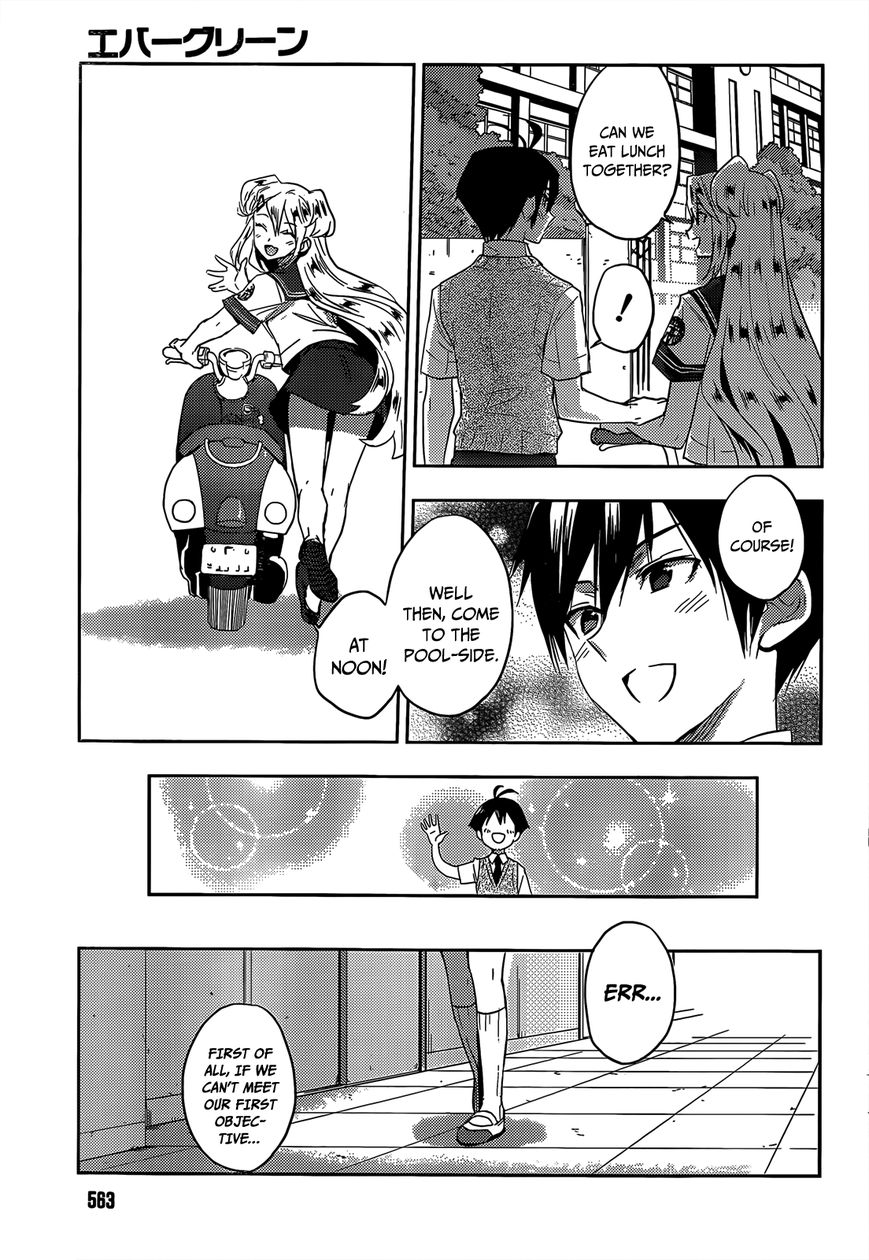 エバーグリーン
CAN WE
EAT LUNCH
TOGETHER?
!
OF
COURSE!
WELL
THEN, COME
TO THE
POOL-SIDE.
AT
NOON!
ERR...
FIRST OF
ALL, IF WE
CAN'T MEET
OUR FIRST
OBJEC-
TIVE...
563